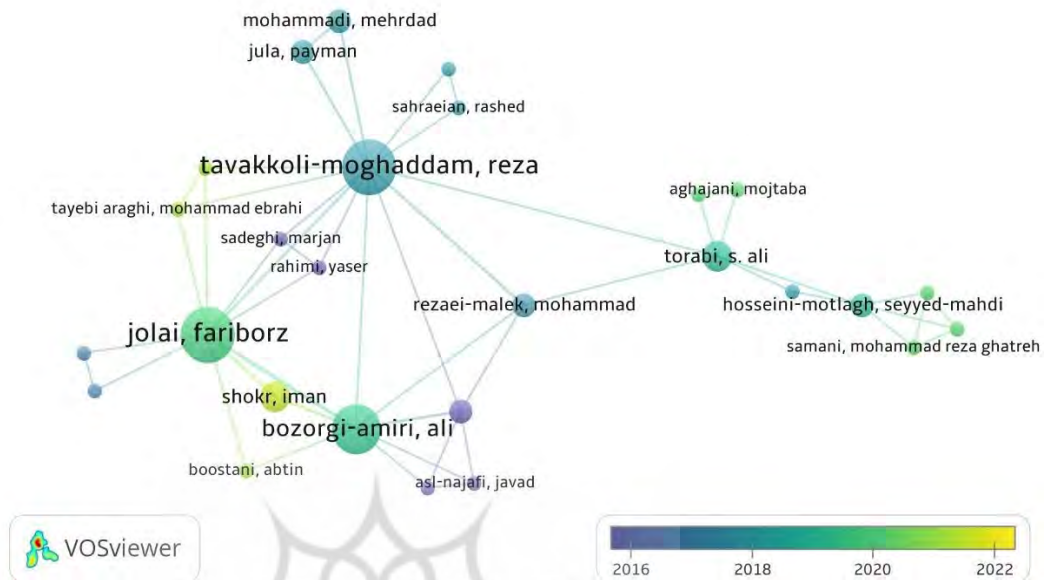 mohammadi, mehrdad
jula, payman
sahraeian, rashed
tavakkoli-moghaddam, reza
aghajani, mojtaba
tayebi araghi, mohammad ebrahi
sadeghi, marjan
torabi, s. ali
rahimi, yaser
rezaei-malek, mohammad
hosseini-motlagh, seyyed-mahdi
jolai, fariborz
samani, mohammad reza ghatreh
shokr, iman
bozorgi-amiri, ali
boostani, abtin
asl-najafi, javad
VOSviewer
2016 2018 2020 2022